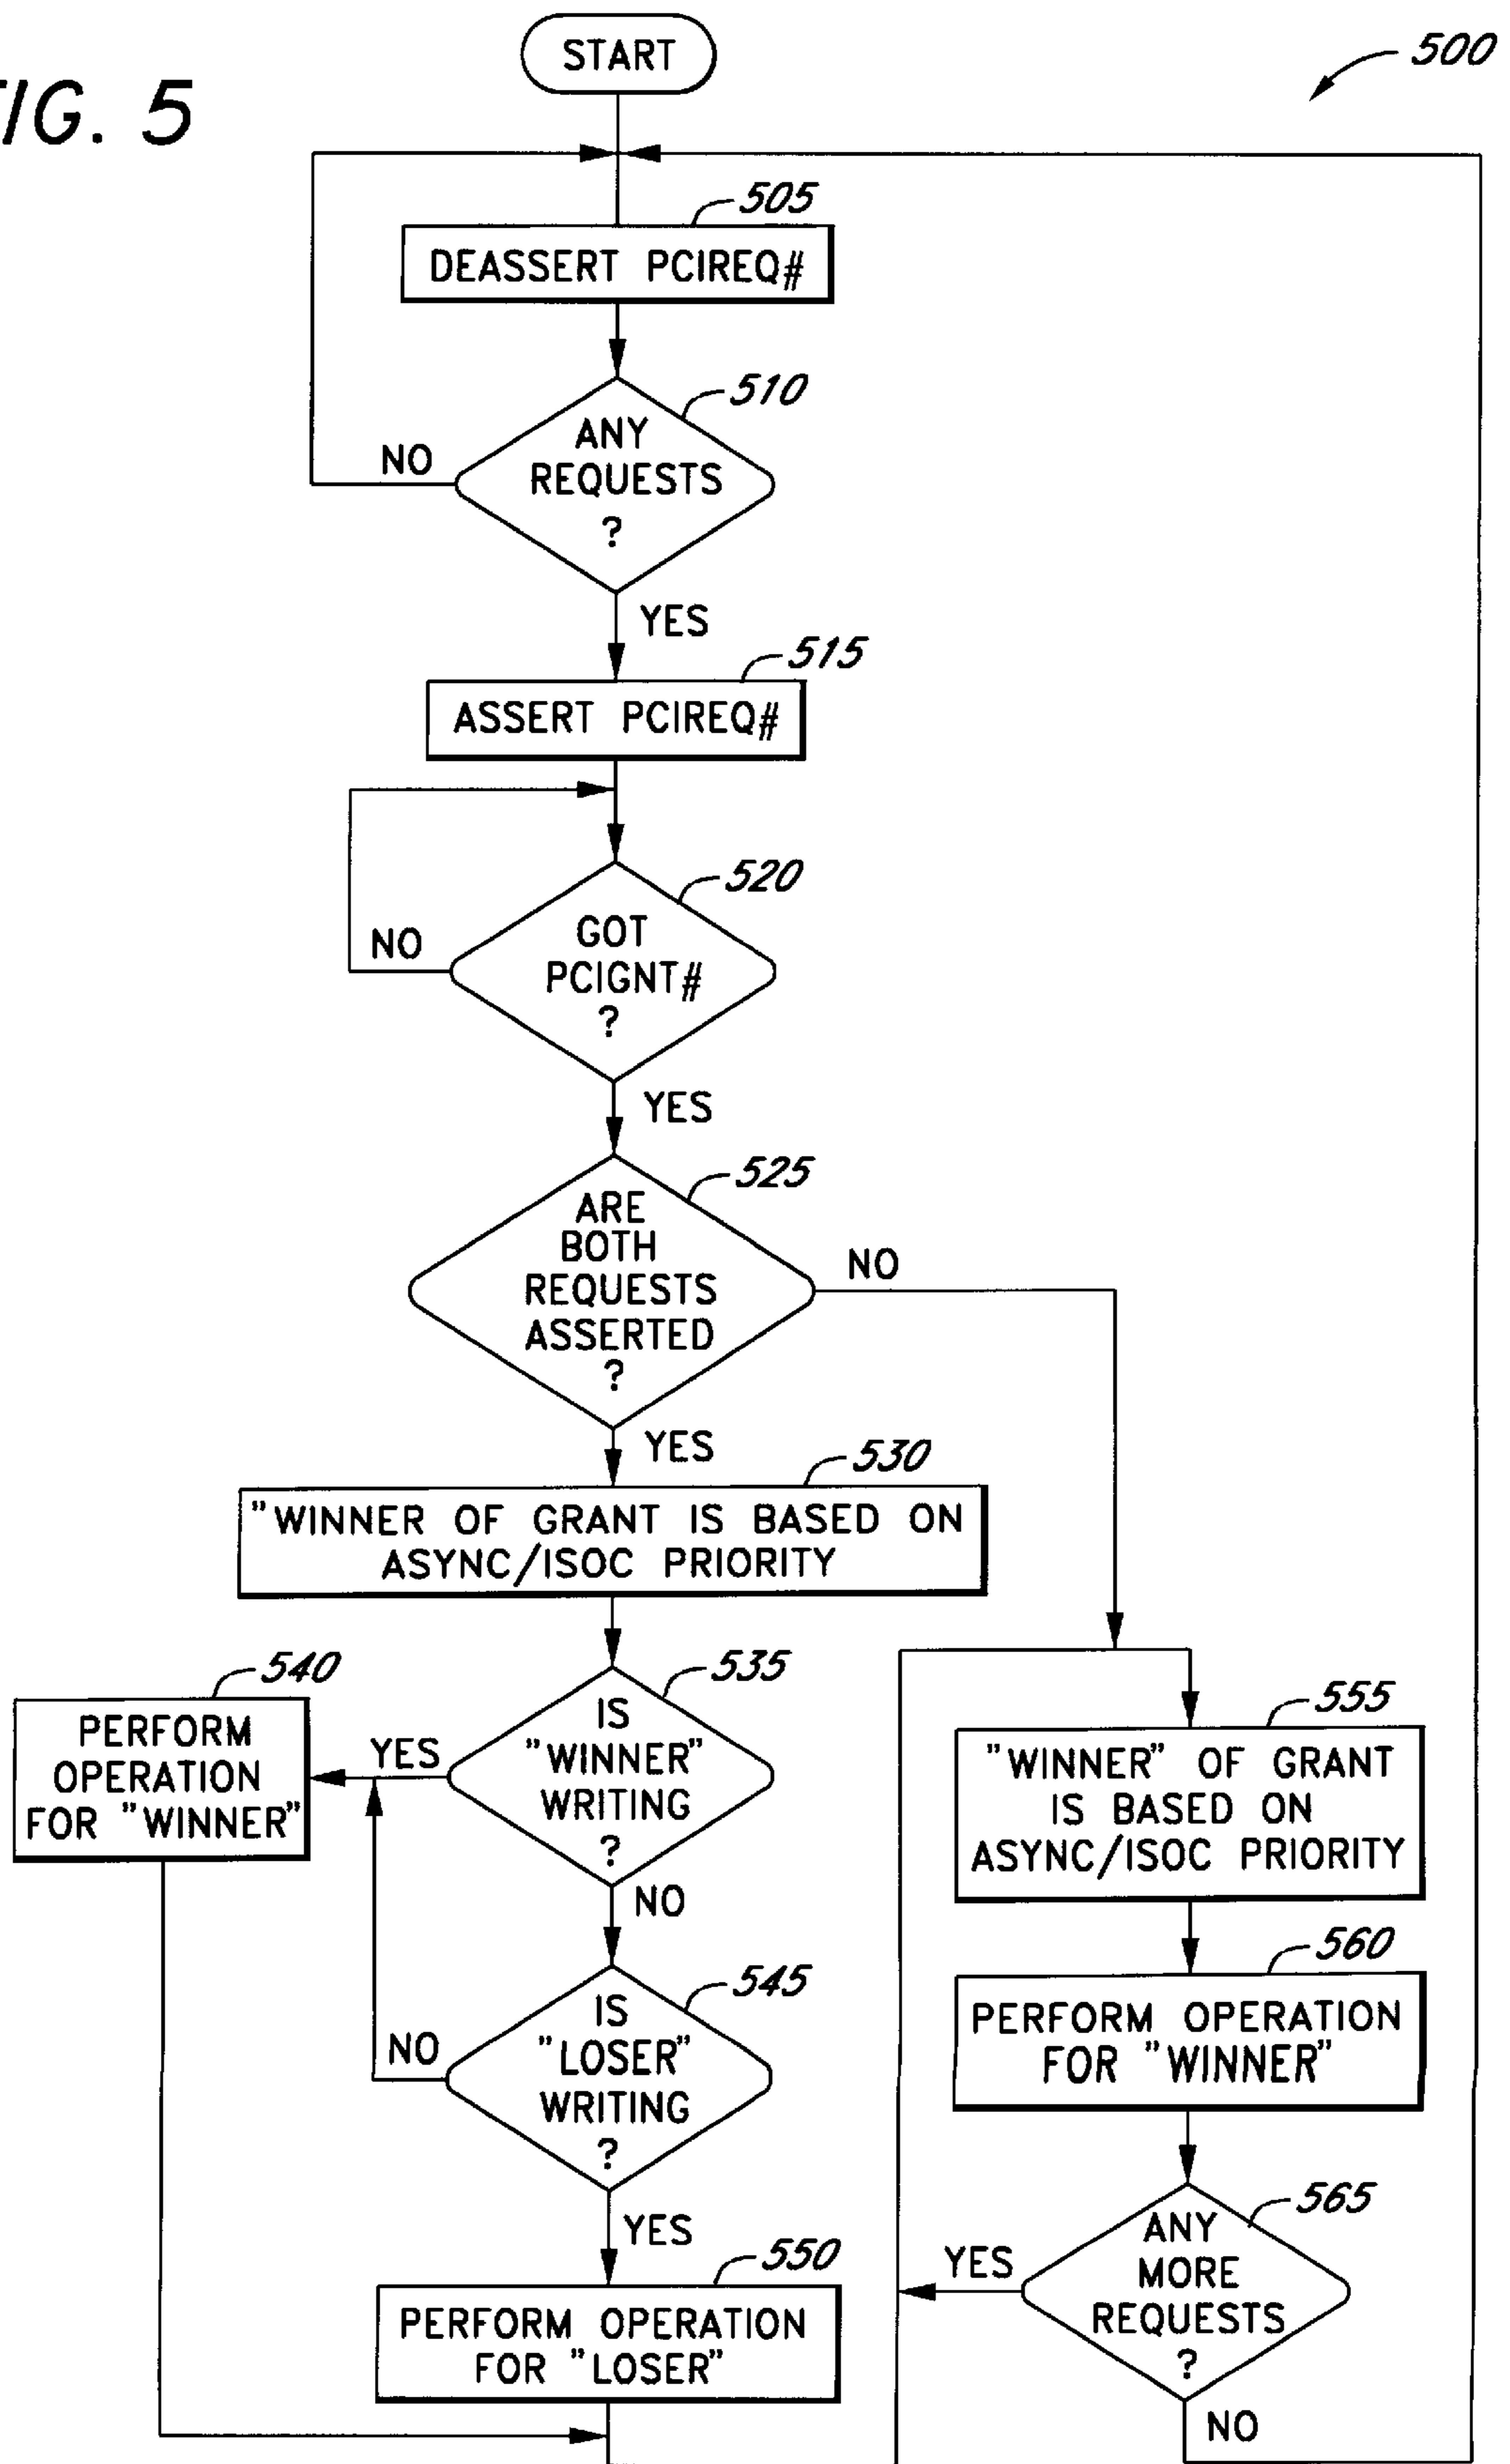 START
500
IG. 5
505
DEASSERT PCIREQ#
510
ANY
REQUESTS
?
NO
YES
515
ASSERT PCIREQ#
520
GOT
PCIGNT#
?
NO
YES
525
ARE
BOTH
REQUESTS
ASSERTED
?
NO
YES
530
"WINNER OF GRANT IS BASED ON
ASYNC/ISOC PRIORITY
535
IS
"WINNER"
WRITING
?
YES
540
PERFORM
OPERATION
FOR "WINNER"
NO
545
IS
"LOSER"
WRITING
?
NO
YES
550
PERFORM OPERATION
FOR "LOSER"
555
"WINNER" OF GRANT
IS BASED ON
ASYNC/ISOC PRIORITY
560
PERFORM OPERATION
FOR "WINNER"
565
ANY
MORE
REQUESTS
?
YES
NO